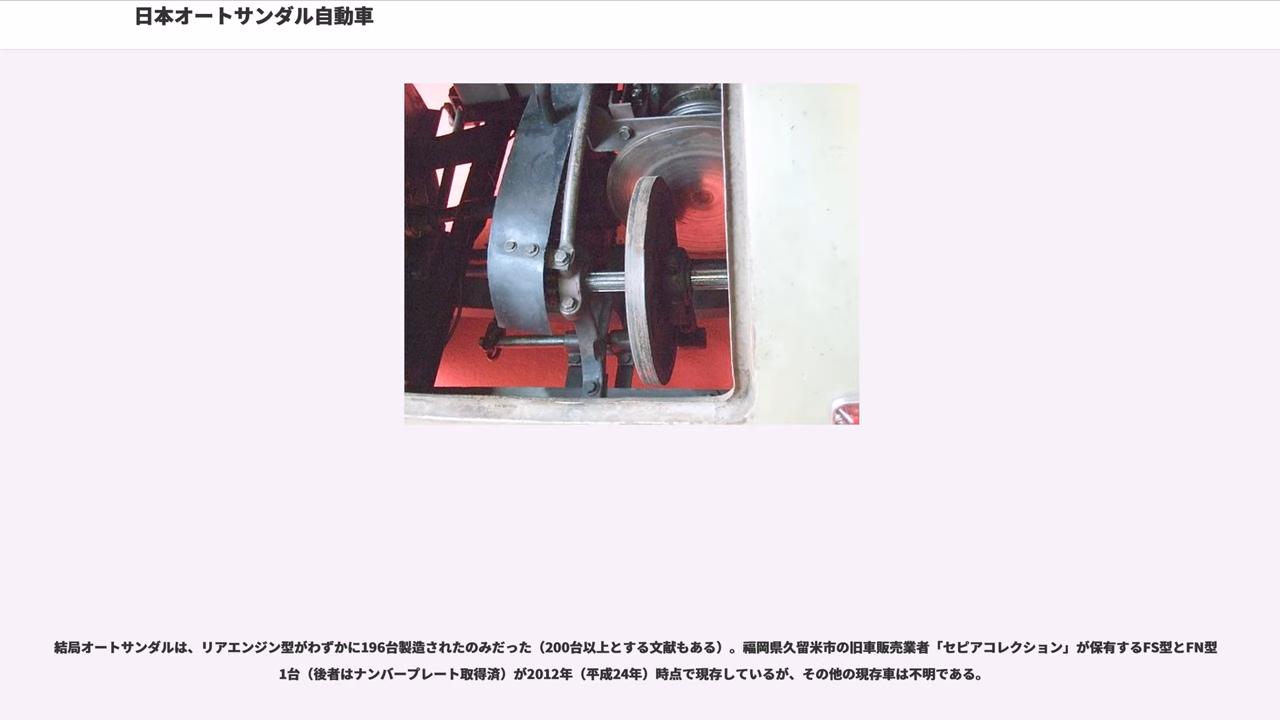 日本オートサンダル自動車
結局オートサンダルは、リアエンジン型がわずかに196台製造されたのみだった（200台以上とする文献もある）。福岡県久留米市の旧車販売業者「セピアコレクション」が保有するFS型とFN型
1台（後者はナンバープレート取得済）が2012年（平成24年）時点で現存しているが、その他の現存車は不明である。